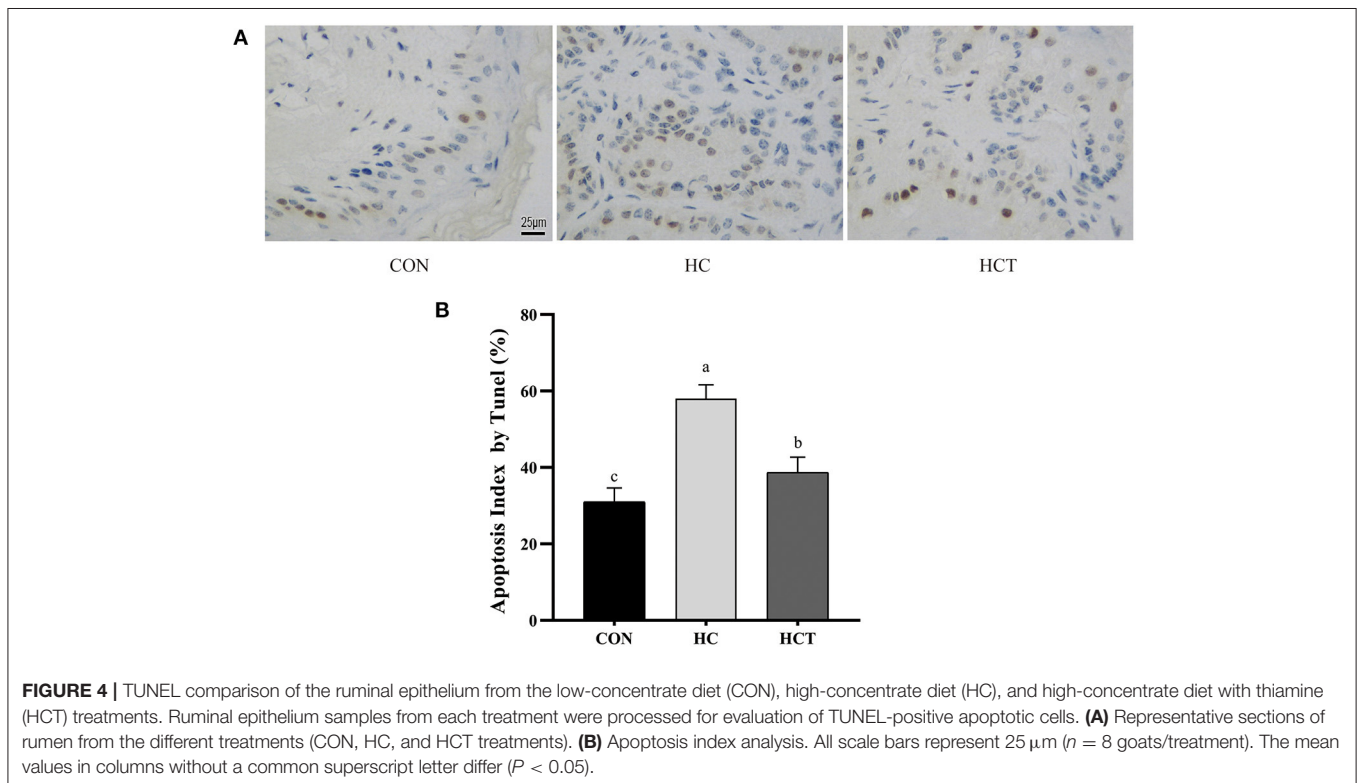 A
25μm
CON HC HCT
B
Apoptosis Index by Tunel (%)
80
60
40
20
0
a
b
c
CON HC HCT
FIGURE 4 | TUNEL comparison of the ruminal epithelium from the low-concentrate diet (CON), high-concentrate diet (HC), and high-concentrate diet with thiamine
(HCT) treatments. Ruminal epithelium samples from each treatment were processed for evaluation of TUNEL-positive apoptotic cells. (A) Representative sections of
rumen from the different treatments (CON, HC, and HCT treatments). (B) Apoptosis index analysis. All scale bars represent 25 μm (n = 8 goats/treatment). The mean
values in columns without a common superscript letter differ (P < 0.05).